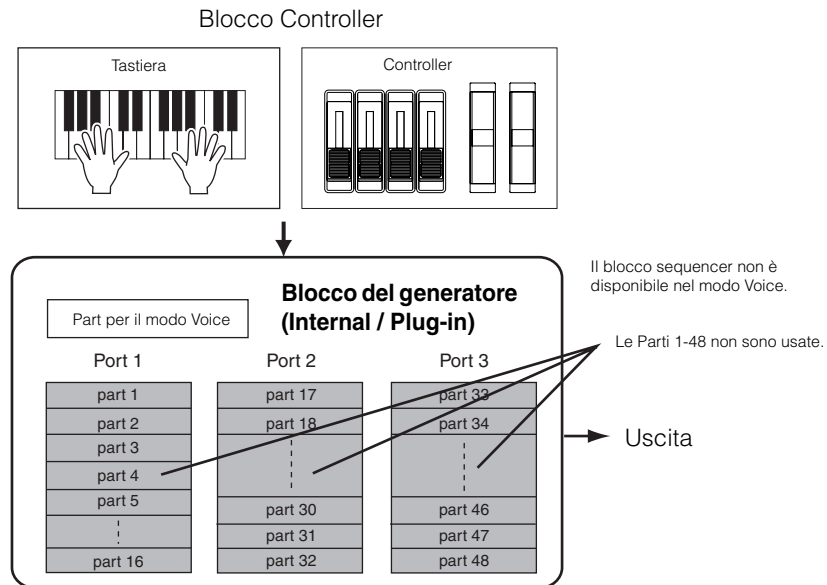 Blocco Controller
Tastiera
Controller
Il blocco sequencer non è
disponibile nel modo Voice.
Blocco del generatore
(Internal / Plug-in)
Part per il modo Voice
Le Parti 1-48 non sono usate.
Port 1
Port 2
Port 3
part 1
part 17
part 33
part 2
part 18
part 34
part 3
part 4
part 5
part 30
part 46
part 31
part 47
part 16
part 32
part 48
Uscita